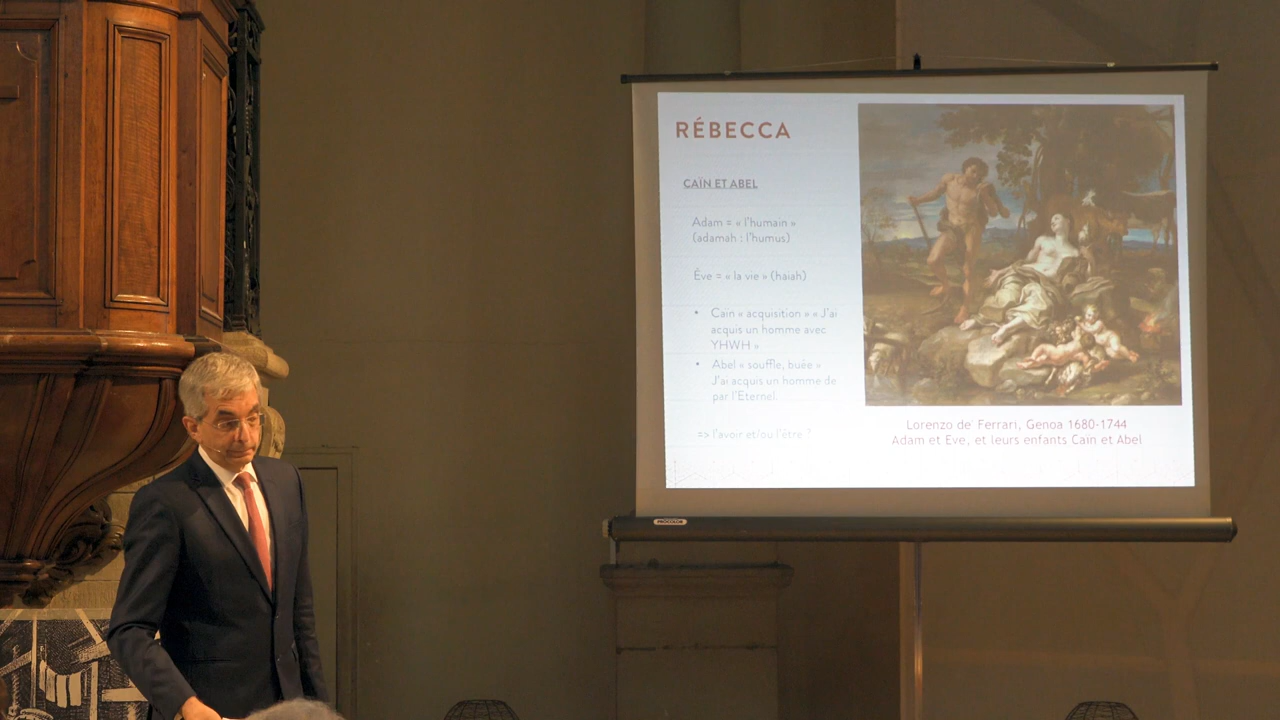 RÉBECCA
CAÏN ET ABEL
Adam = « l'humain »
(adamah : l'humus)
Ève = « la vie » (haiah)
• Caïn « acquisition » « J'ai
acquis un homme avec
YHWH »
• Abel « souffle, buée »
J'ai acquis un homme de
par l'Eternel.
=> l'avoir et/ou l'être ?
Lorenzo de' Ferrari, Genoa 1680-1744
Adam et Eve, et leurs enfants Caïn et Abel
PROCOLOR